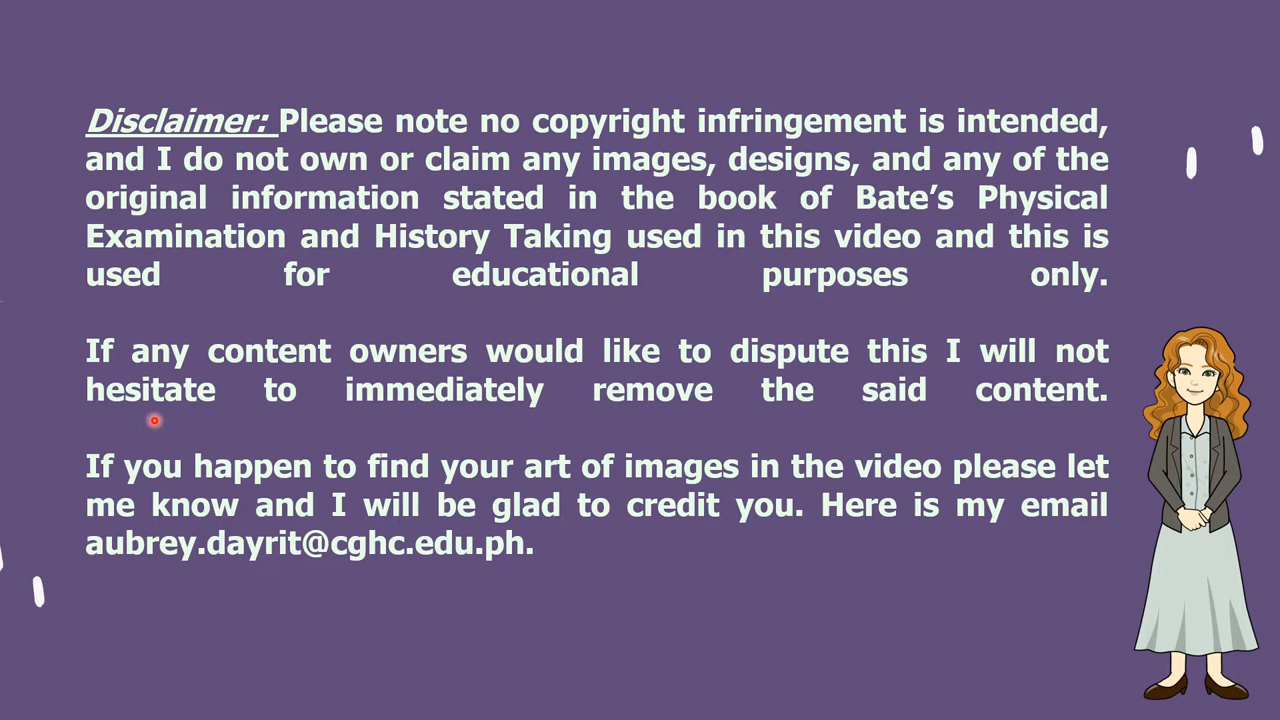 Disclaimer: Please note no copyright infringement is intended,
and I do not own or claim any images, designs, and any of the
original information stated in the book of Bate’s Physical
Examination and History Taking used in this video and this is
used for educational purposes only.
If any content owners would like to dispute this I will not
hesitate to immediately remove the said content.
If you happen to find your art of images in the video please let
me know and I will be glad to credit you. Here is my email
aubrey.dayrit@cghc.edu.ph.